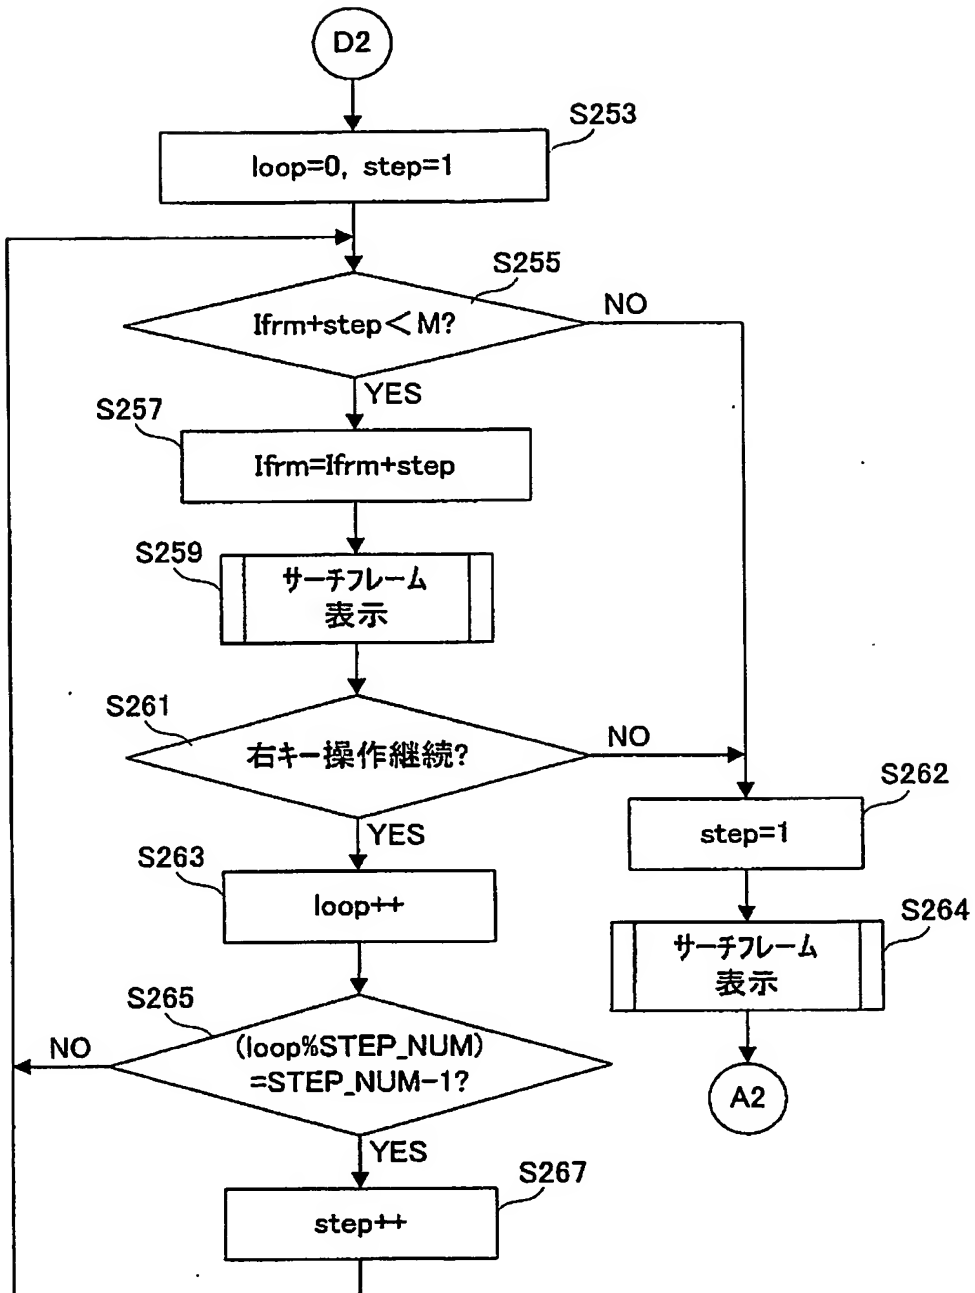 D2
S253
loop=0, step=1
S255
Ifrm+step＜M?
NO
YES
S257
Ifrm=Ifrm+step
S259
サーチフレーム
表示
S261
右キー操作継続?
NO
YES
S262
step=1
S263
loop++
S264
サーチフレーム
表示
S265
(loop%STEP_NUM)
=STEP_NUM-1?
NO
A2
YES
S267
step++